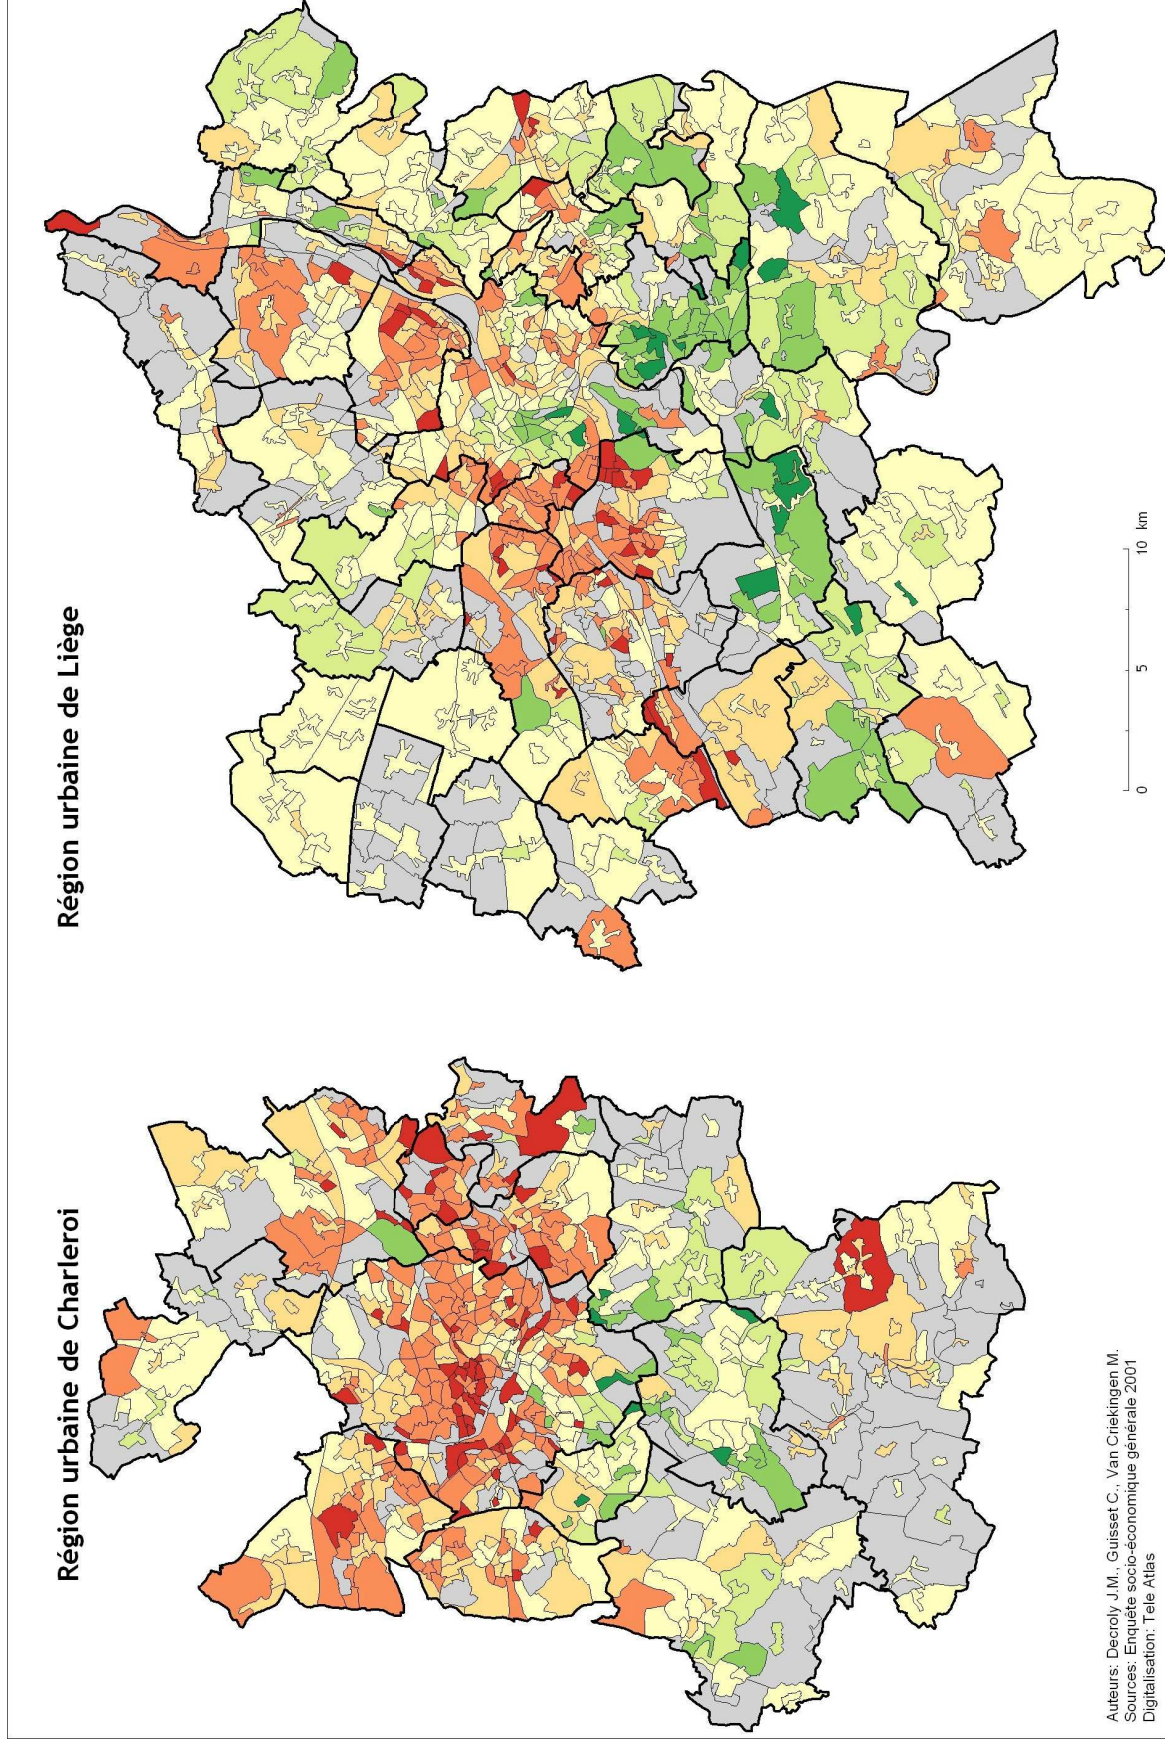 Région urbaine de Charleroi
Région urbaine de Liège
0 5 10 km
Auteurs: Decroly J.M., Guisset C., Van Criekingen M.
Sources: Enquête socio-économique générale 2001
Digitalisation: Tele Atlas